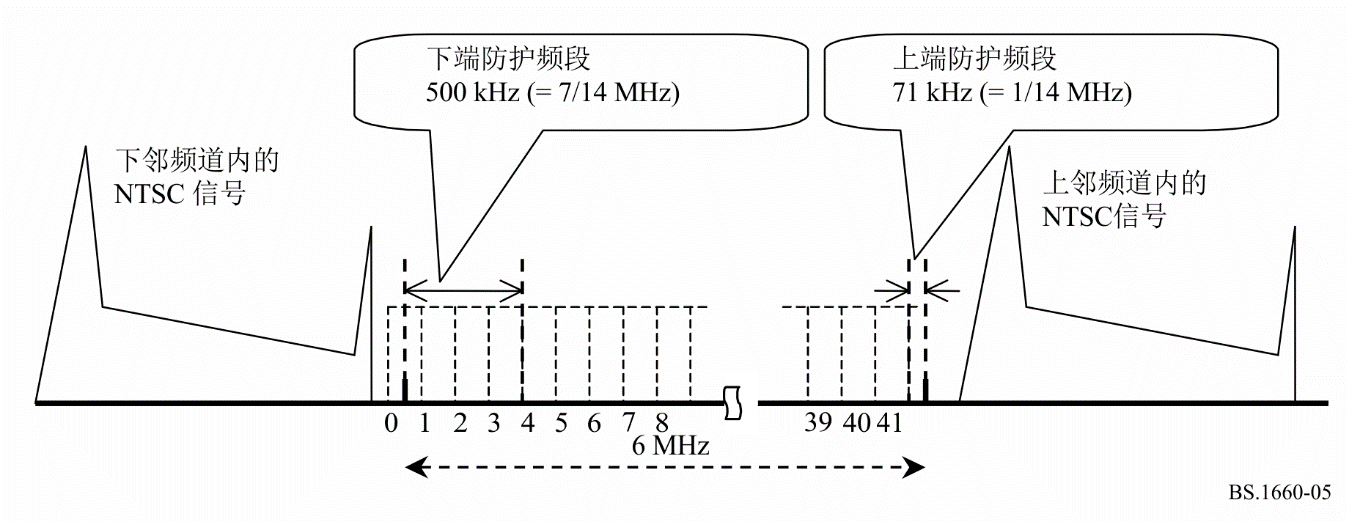 下端防护频段
500 kHz (= 7/14 MHz)
上端防护频段
71 kHz (= 1/14 MHz)
下邻频道内的
NTSC 信号
上邻频道内的
NTSC信号
0 1 2 3 4 5 6 7 8 39 40 41
6 MHz
BS.1660-05